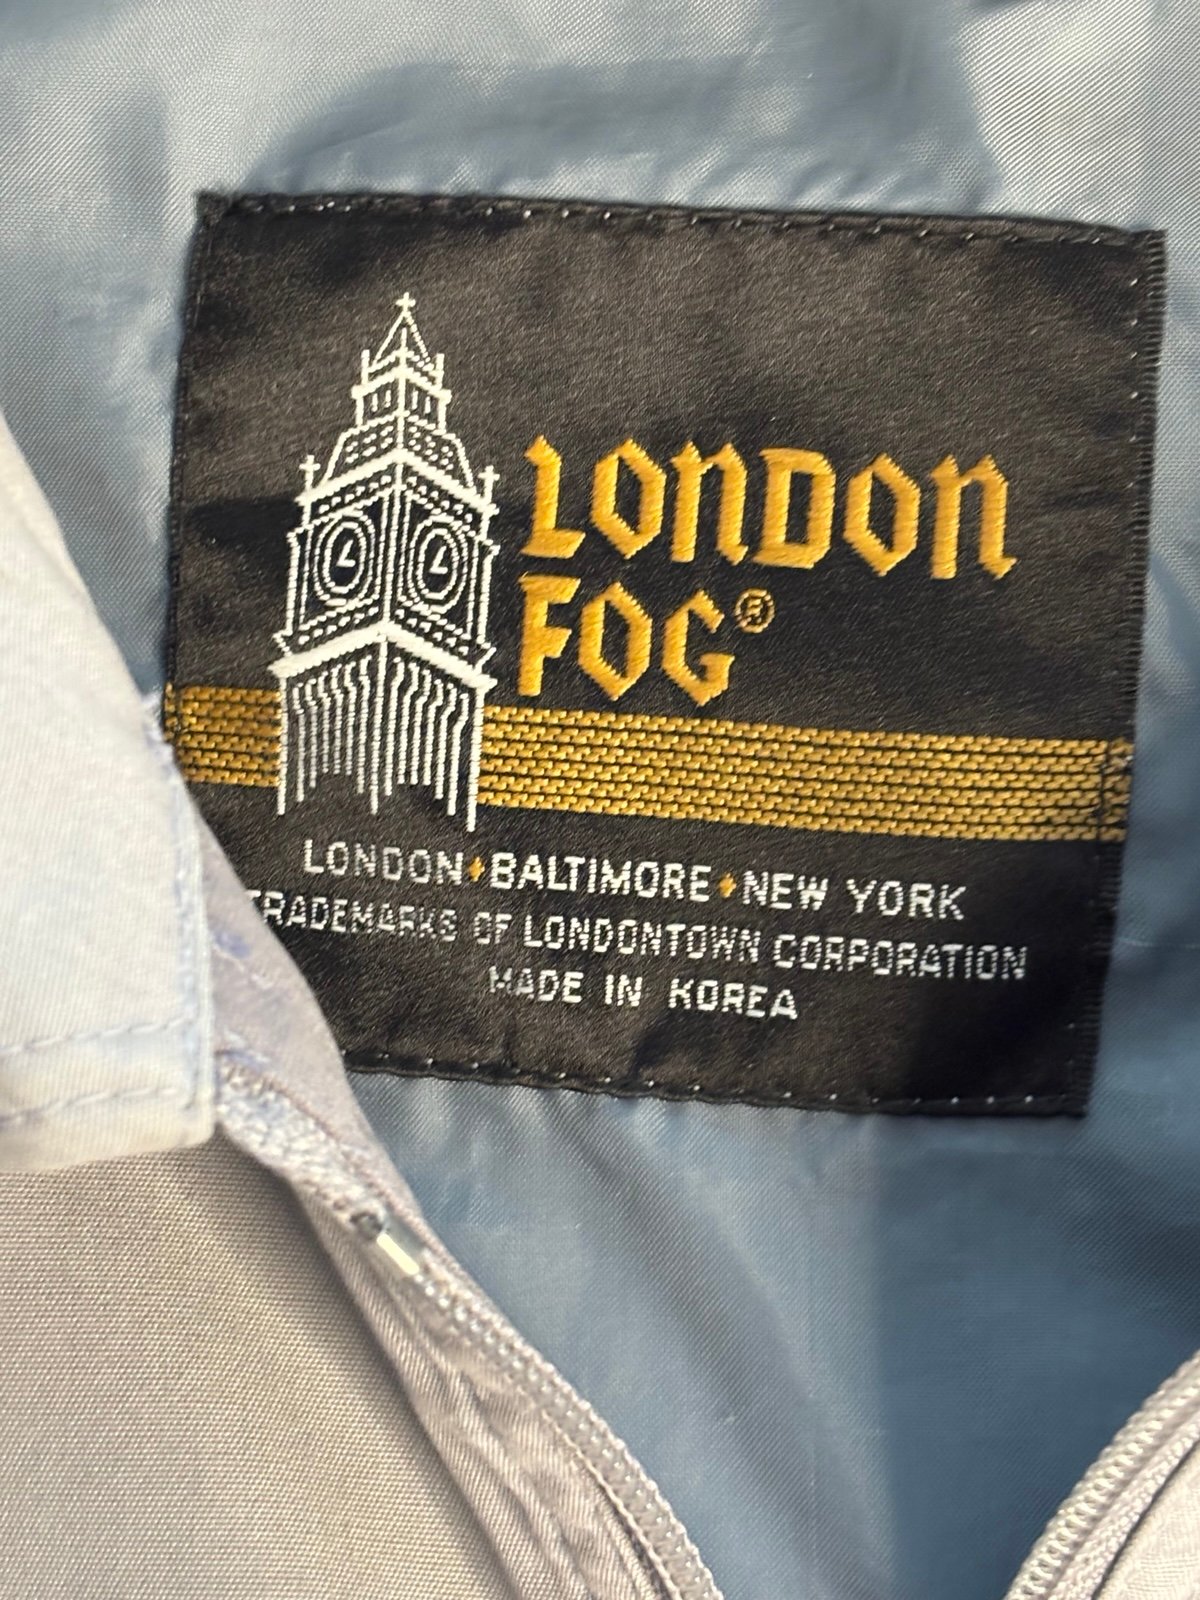 LONDON
FOG®
LONDON♦BALTIMORE♦NEW YORK
TRADEMARKS OF LONDONTOWN CORPORATION
MADE IN KOREA